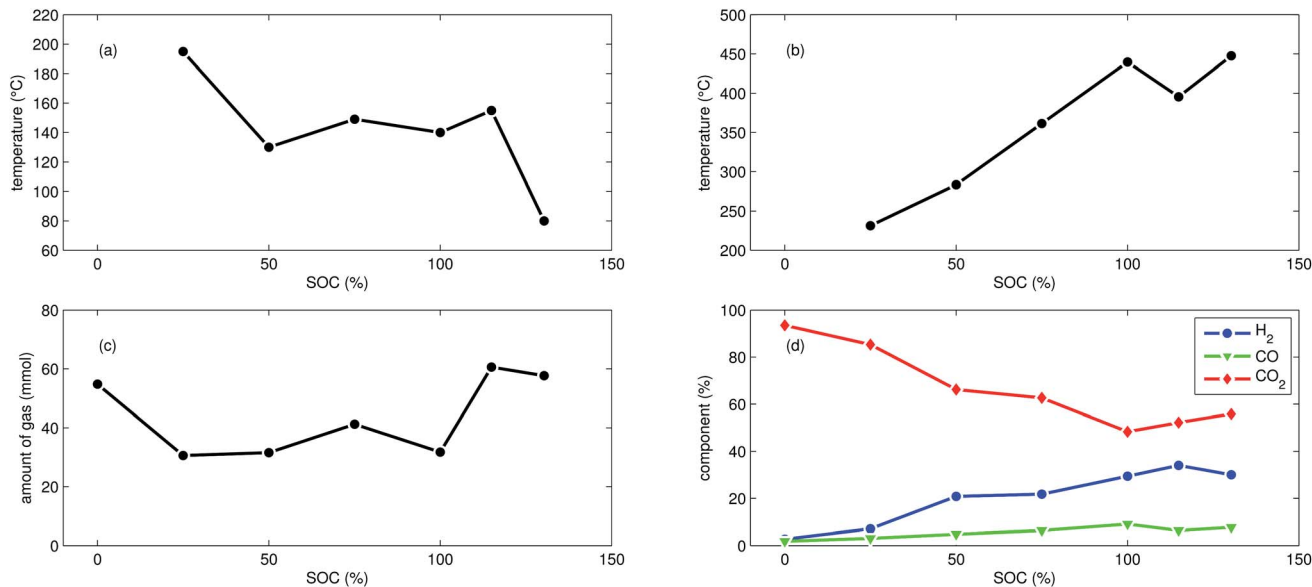 220
200
180
160
140
120
100
80
60
temperature (°C)
(a)
0 50 100 150
SOC (%)
500
450
400
350
300
250
200
temperature (°C)
(b)
0 50 100 150
SOC (%)
80
60
40
20
0
amount of gas (mmol)
(c)
0 50 100 150
SOC (%)
100
80
60
40
20
0
component (%)
(d)
H2
CO
CO2
0 50 100 150
SOC (%)